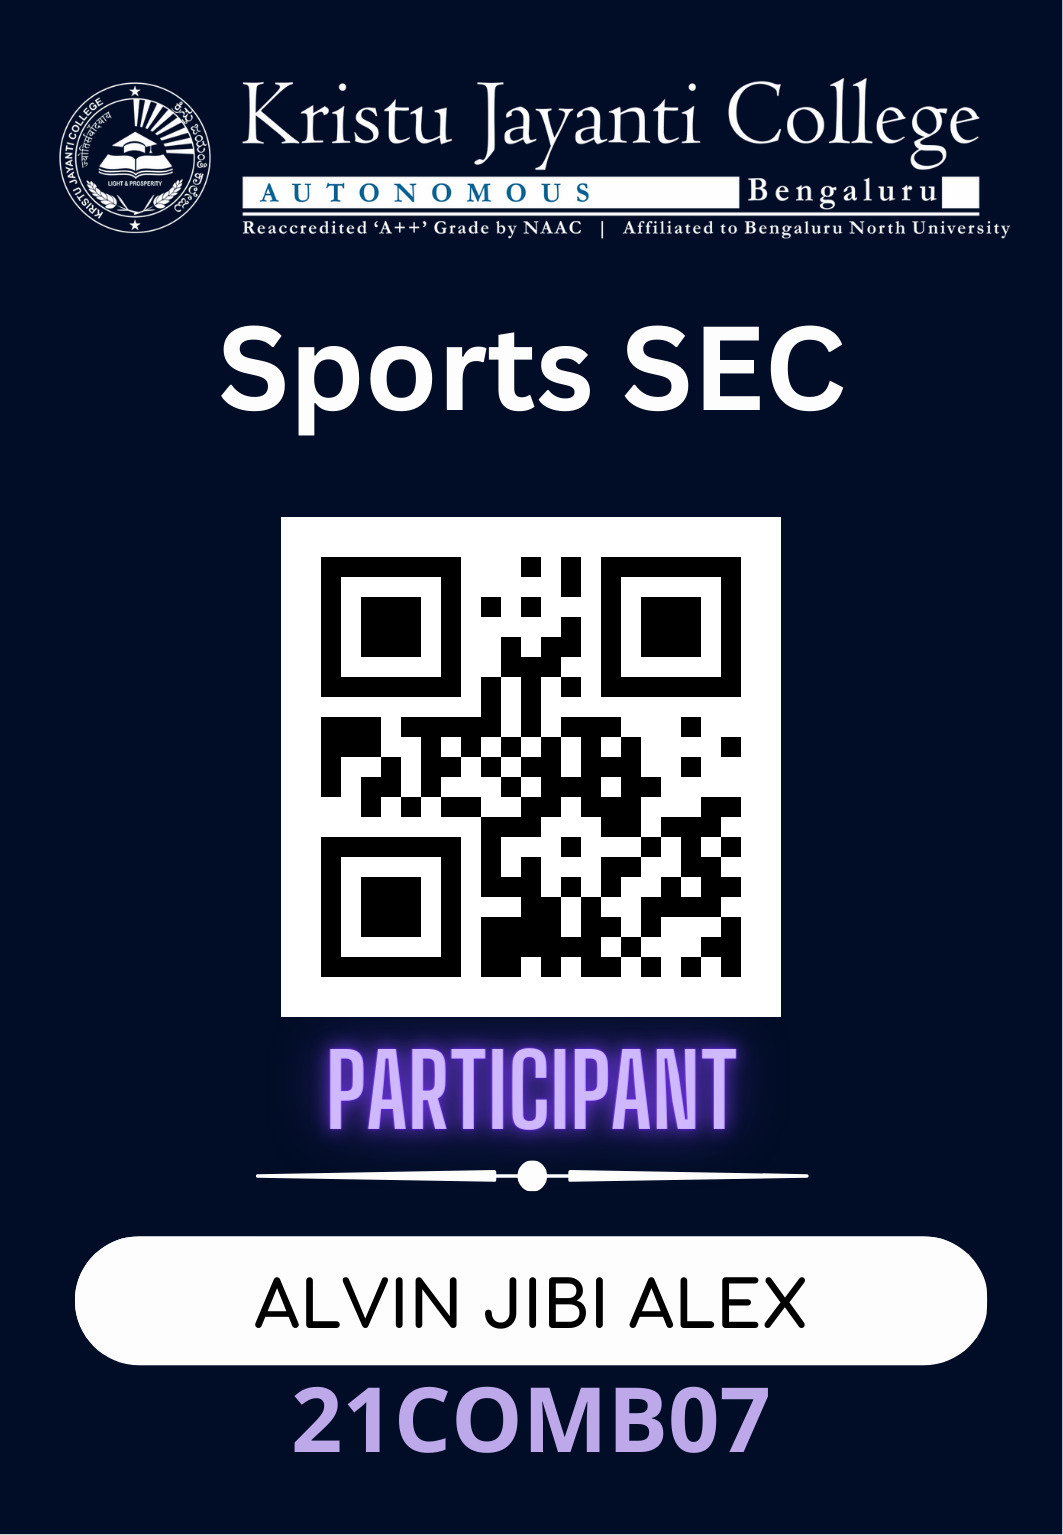 Kristu Jayanti College
AUTONOMOUS Bengaluru
Reaccredited ‘A++’ Grade by NAAC | Affiliated to Bengaluru North University
KRISTU JAYANTI COLLEGE
ಕ್ರಿಸ್ತು ಜಯಂತಿ ಕಾಲೇಜು
LIGHT & PROSPERITY
Sports SEC
PARTICIPANT
ALVIN JIBI ALEX
21COMB07